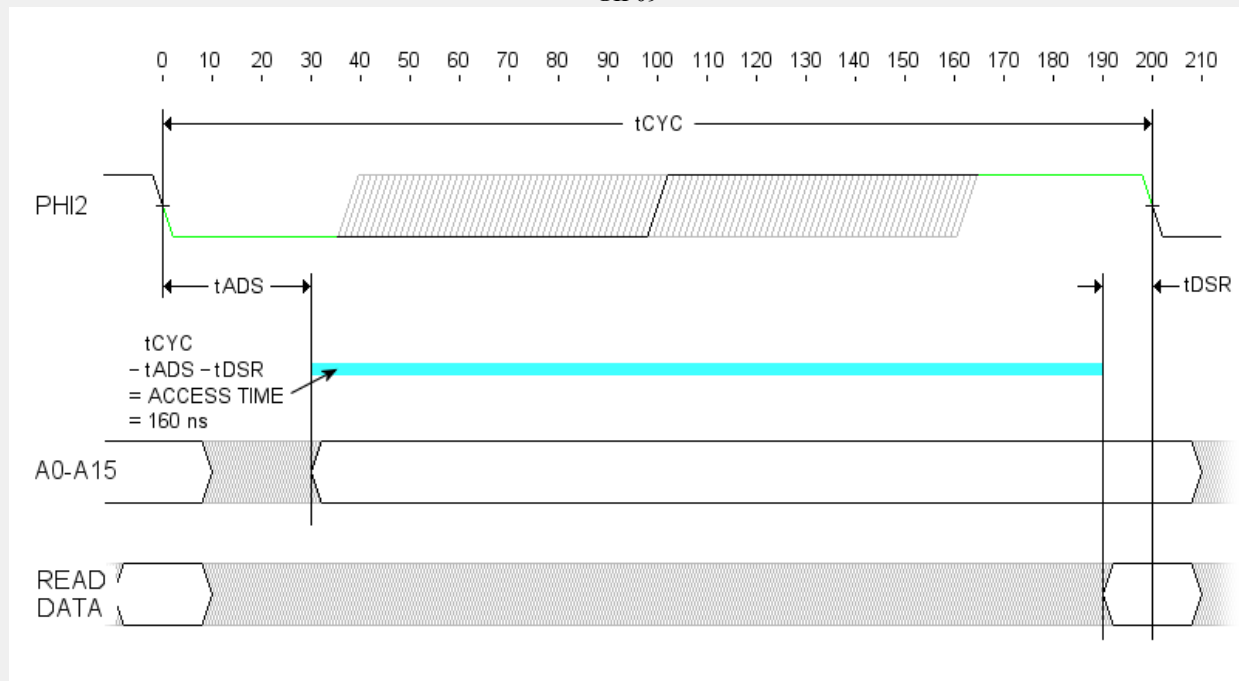 0 10 20 30 40 50 60 70 80 90 100 110 120 130 140 150 160 170 180 190 200 210
tCYC
PHI2
tADS
tDSR
tCYC
– tADS – tDSR
= ACCESS TIME
= 160 ns
A0-A15
READ
DATA